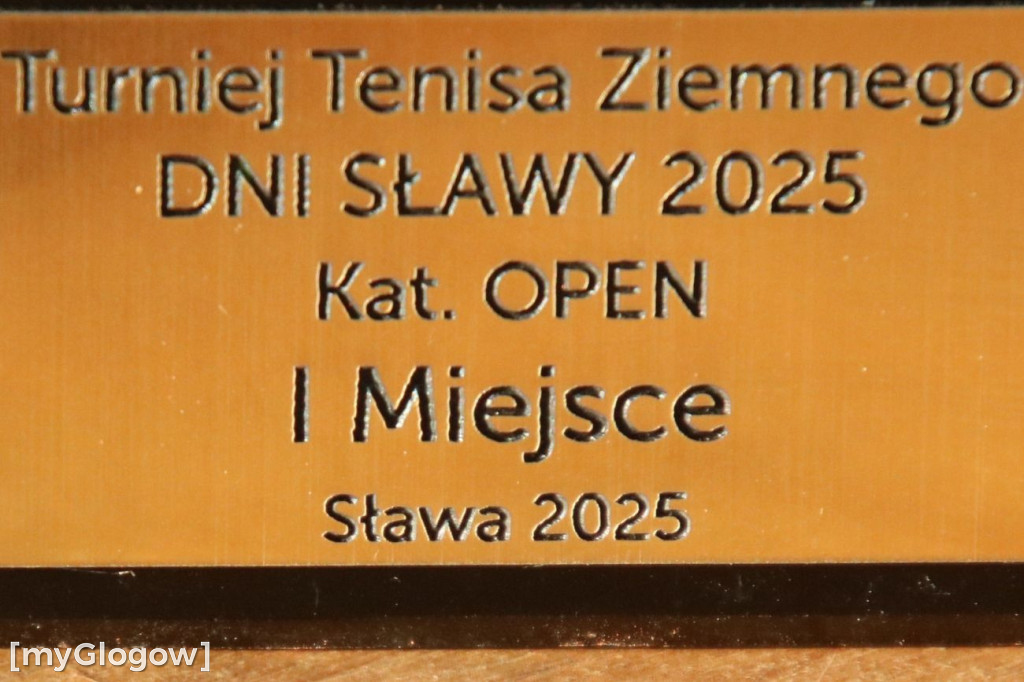 Turniej Tenisa Ziemnego
DNI SŁAWY 2025
Kat. OPEN
I Miejsce
Sława 2025
[myGlogow]